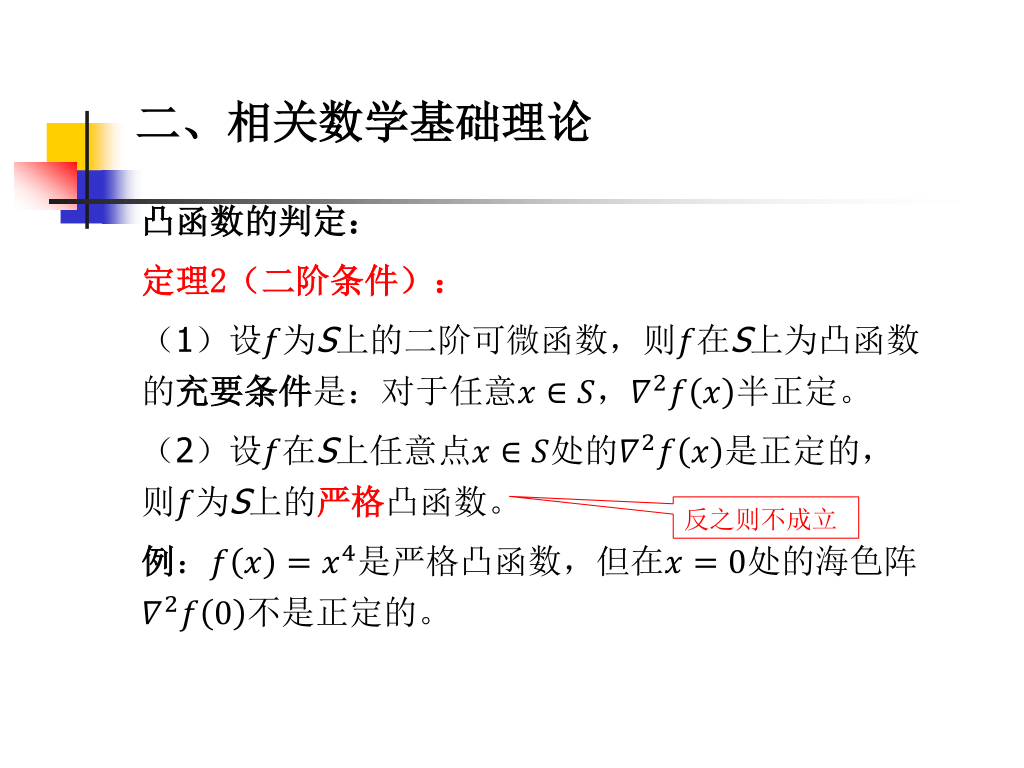 二、相关数学基础理论
凸函数的判定：
定理2（二阶条件）：
（1）设𝑓为S上的二阶可微函数，则𝑓在S上为凸函数
的充要条件是：对于任意𝑥 ∈ 𝑆，𝛻²𝑓(𝑥)半正定。
（2）设𝑓在S上任意点𝑥 ∈ 𝑆处的𝛻²𝑓(𝑥)是正定的，
则𝑓为S上的严格凸函数。
反之则不成立
例：𝑓(𝑥) = 𝑥⁴是严格凸函数，但在𝑥 = 0处的海色阵
𝛻²𝑓(0)不是正定的。